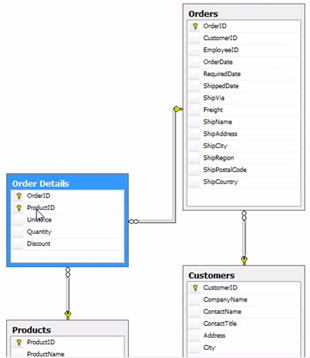 Orders
OrderID
CustomerID
EmployeeID
OrderDate
RequiredDate
ShippedDate
ShipVia
Freight
ShipName
ShipAddress
ShipCity
ShipRegion
ShipPostalCode
ShipCountry
Order Details
OrderID
ProductID
UnitPrice
Quantity
Discount
Products
ProductID
ProductName
Customers
CustomerID
CompanyName
ContactName
ContactTitle
Address
City